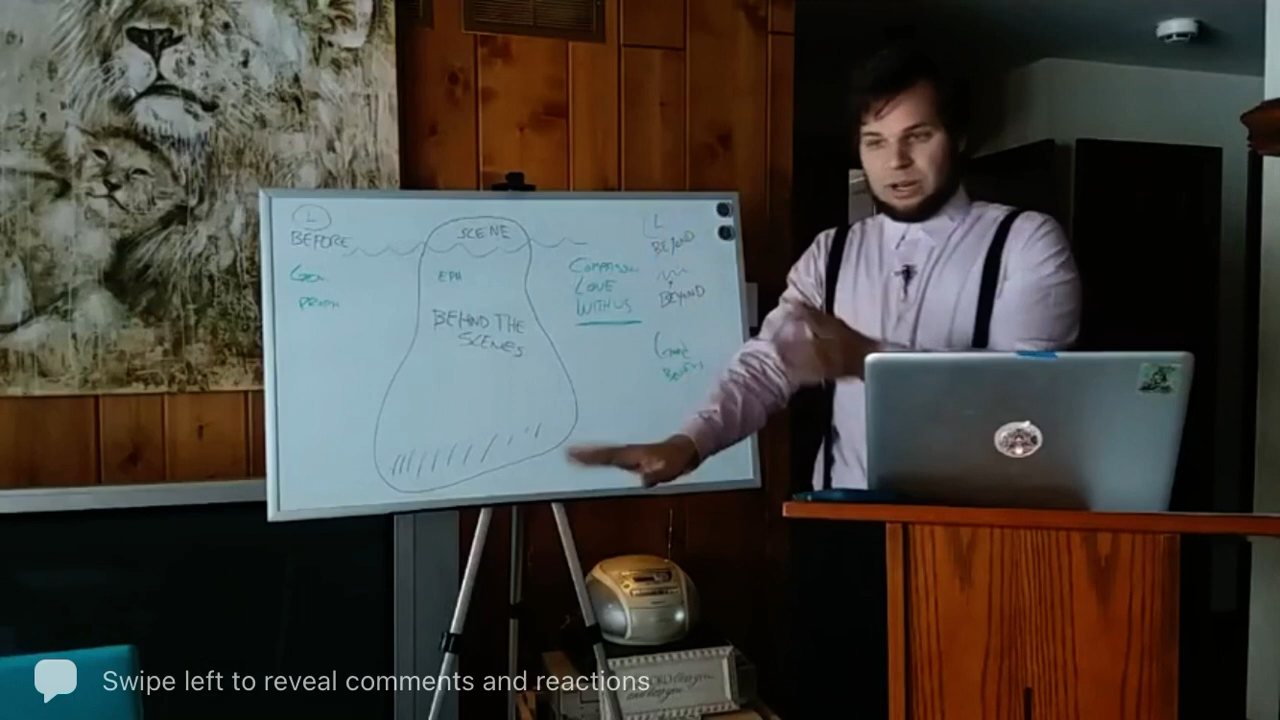 1
BEFORE
Gen
PROPH
SCENE
EPH
BEHIND THE
SCENES
COMPASSION
LOVE
WITH US
L
BEYOND
BEYOND
Swipe left to reveal comments and reactions